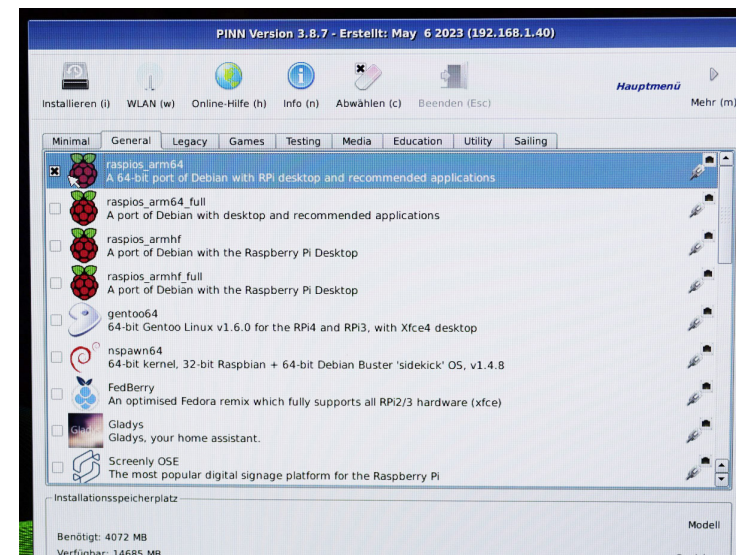 PINN Version 3.8.7 - Erstellt: May 6 2023 (192.168.1.40)
Installieren (i) WLAN (w) Online-Hilfe (h) Info (n) Abwählen (c) Beenden (Esc) Hauptmenü Mehr (m)
Minimal General Legacy Games Testing Media Education Utility Sailing
raspios_arm64
A 64-bit port of Debian with RPi desktop and recommended applications
raspios_arm64_full
A port of Debian with desktop and recommended applications
raspios_armhf
A port of Debian with the Raspberry Pi Desktop
raspios_armhf_full
A port of Debian with the Raspberry Pi Desktop
gentoo64
64-bit Gentoo Linux v1.6.0 for the RPi4 and RPi3, with Xfce4 desktop
nspawn64
64-bit kernel, 32-bit Raspbian + 64-bit Debian Buster 'sidekick' OS, v1.4.8
FedBerry
An optimised Fedora remix which fully supports all RPi2/3 hardware (xfce)
Gladys
Gladys, your home assistant.
Screenly OSE
The most popular digital signage platform for the Raspberry Pi
Installationsspeicherplatz
Modell
Benötigt: 4072 MB
Verfügbar: 14685 MB